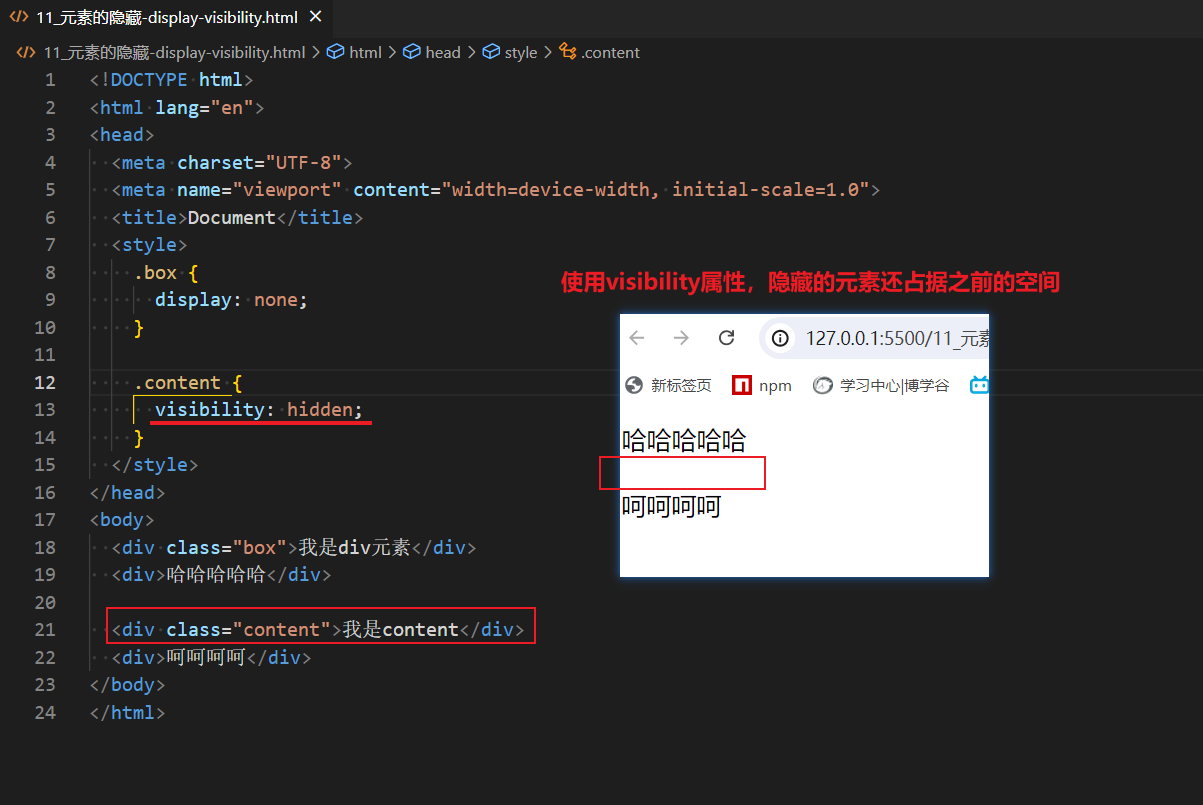 11_元素的隐藏-display-visibility.html
11_元素的隐藏-display-visibility.html > html > head > style > .content
1 <!DOCTYPE html>
2 <html lang="en">
3 <head>
4 <meta charset="UTF-8">
5 <meta name="viewport" content="width=device-width, initial-scale=1.0">
6 <title>Document</title>
7 <style>
8 .box {
9 display: none;
10 }
11
12 .content {
13 visibility: hidden;
14 }
15 </style>
16 </head>
17 <body>
18 <div class="box">我是div元素</div>
19 <div>哈哈哈哈哈</div>
20
21 <div class="content">我是content</div>
22 <div>呵呵呵呵</div>
23 </body>
24 </html>
使用visibility属性，隐藏的元素还占据之前的空间
127.0.0.1:5500/11_元素
新标签页 npm 学习中心|博学谷
哈哈哈哈哈
呵呵呵呵